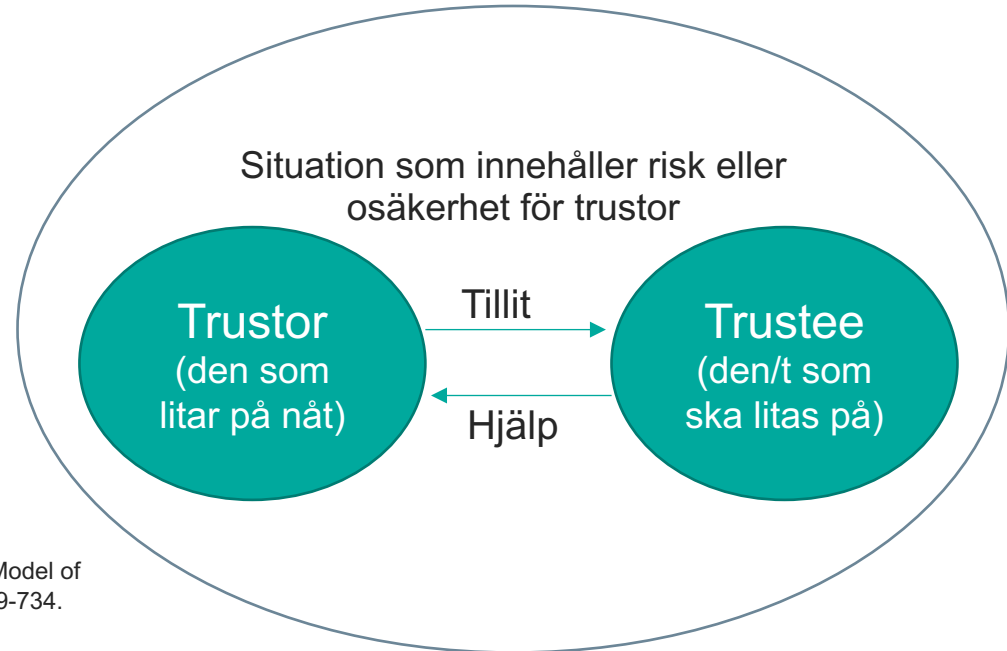 Situation som innehåller risk eller
osäkerhet för trustor
Trustor
(den som
litar på nåt)
Tillit
Hjälp
Trustee
(den/t som
ska litas på)
Model of
9-734.